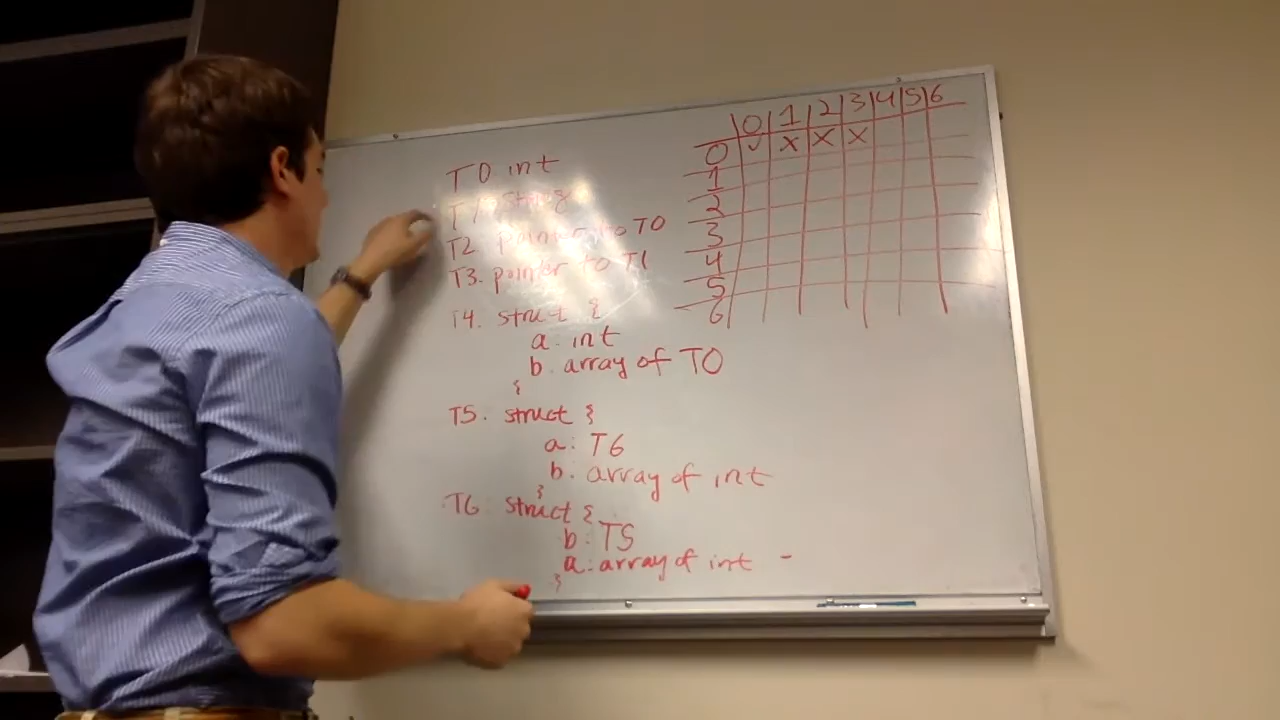 T0 int
T1 string
T2. pointer to T0
T3. pointer to T1
T4. struct {
a: int
b. array of T0
}
T5. struct {
a: T6
b. array of int
}
T6 struct {
b: T5
a: array of int -
}
0 1 2 3 4 5 6
0 ✓ x x x
1
2
3
4
5
6